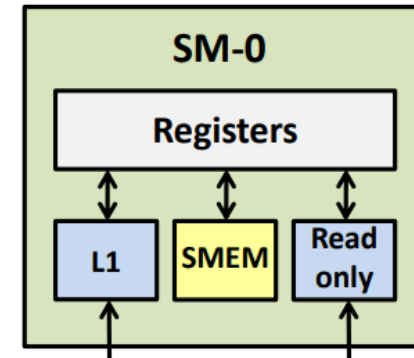 SM-0
Registers
L1
SMEM
Read
only